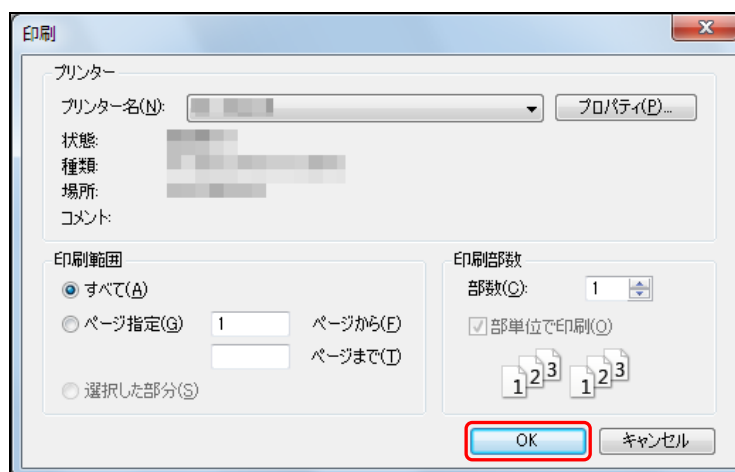 印刷
プリンター
プリンター名(N):
プロパティ(P)...
状態:
種類:
場所:
コメント:
印刷範囲
すべて(A)
ページ指定(G) 1 ページから(F)
ページまで(T)
選択した部分(S)
印刷部数
部数(C): 1
部単位で印刷(O)
1 2 3 1 2 3
OK
キャンセル